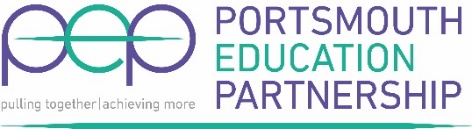 pep
pulling together|achieving more
PORTSMOUTH
EDUCATION
PARTNERSHIP